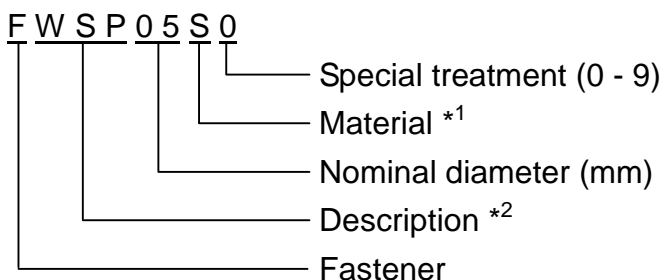 F W S P 0 5 S 0
Special treatment (0 - 9)
Material *1
Nominal diameter (mm)
Description *2
Fastener